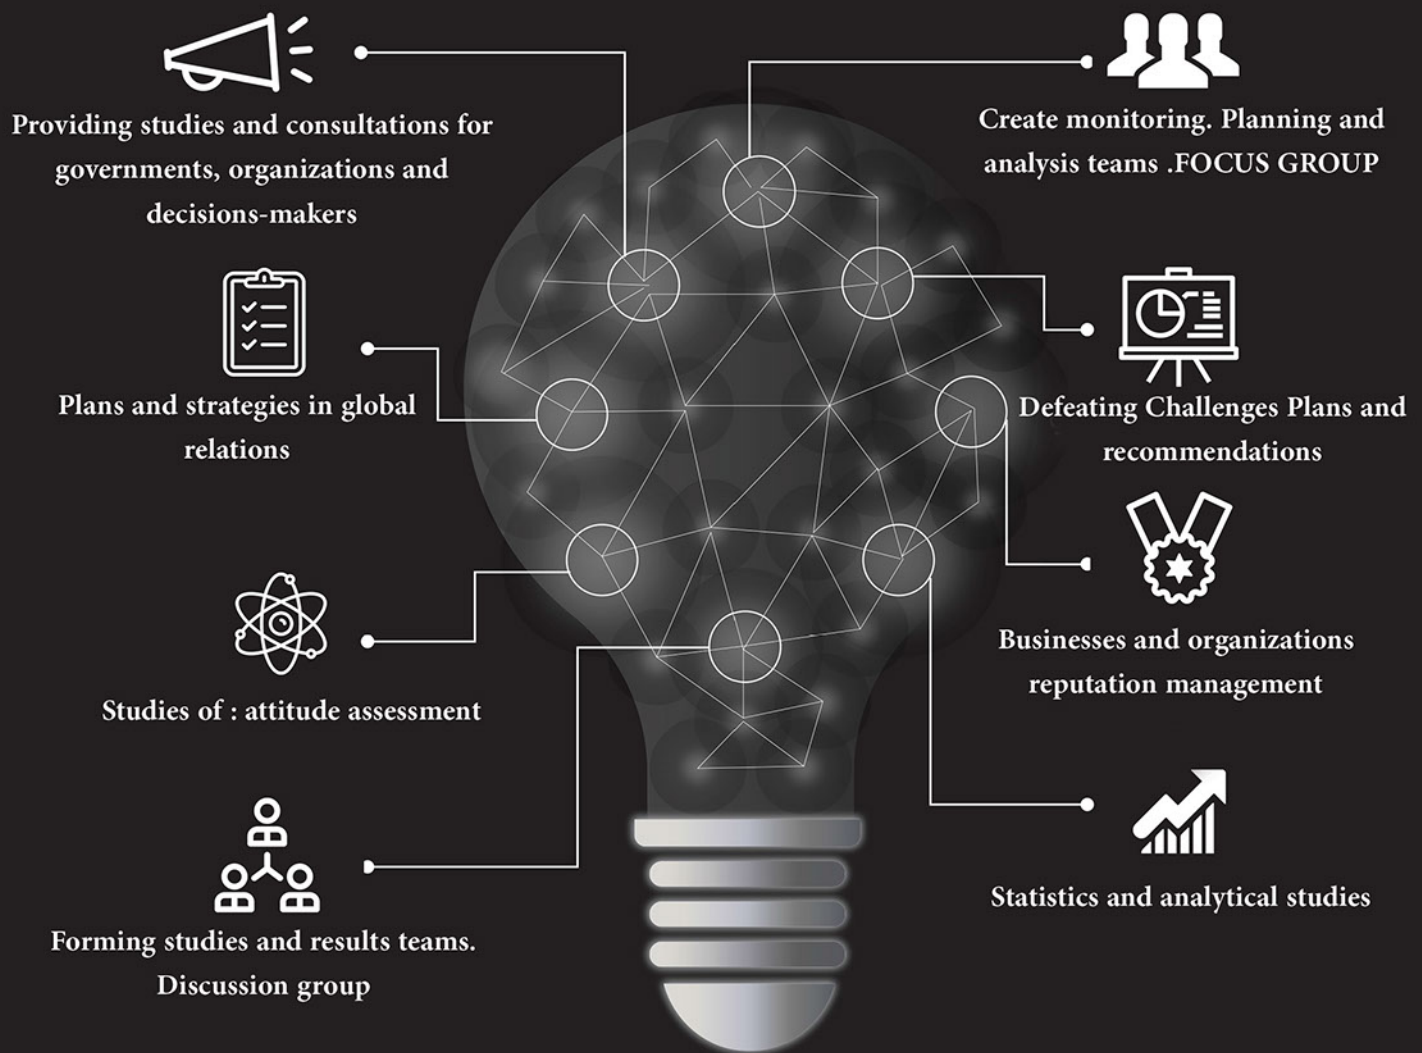 Providing studies and consultations for
governments, organizations and
decisions-makers
Plans and strategies in global
relations
Studies of : attitude assessment
Forming studies and results teams.
Discussion group
Create monitoring. Planning and
analysis teams .FOCUS GROUP
Defeating Challenges Plans and
recommendations
Businesses and organizations
reputation management
Statistics and analytical studies